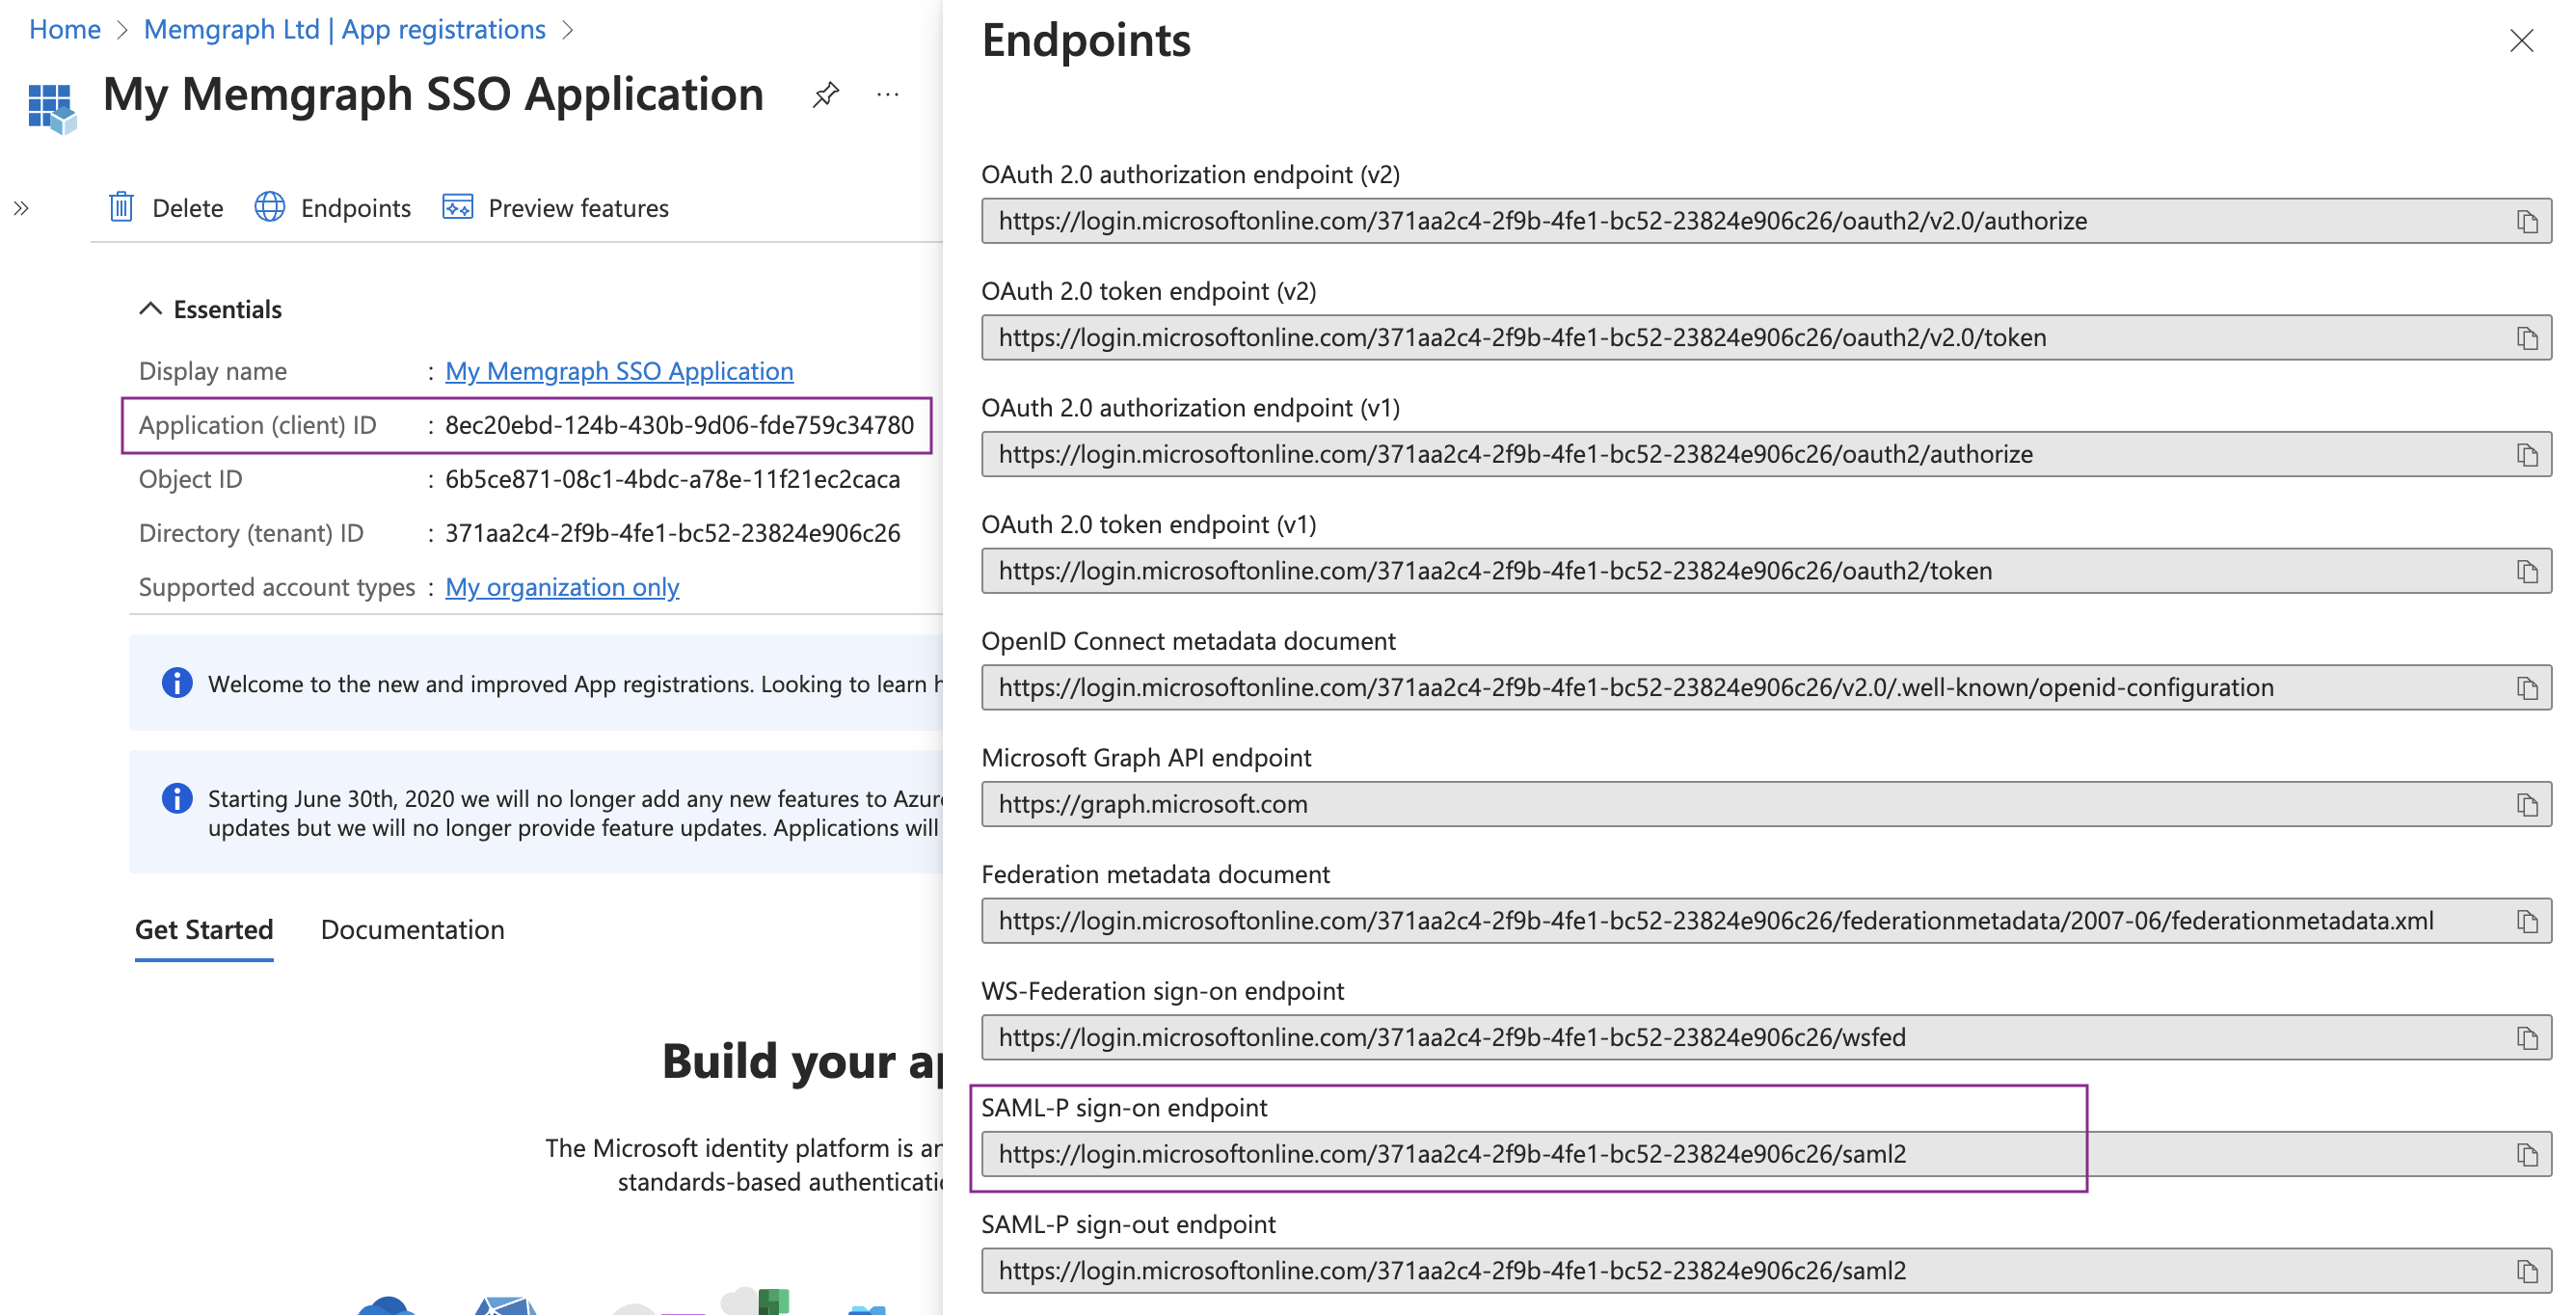 Home > Memgraph Ltd | App registrations >
My Memgraph SSO Application
Delete Endpoints Preview features
Essentials
Display name : My Memgraph SSO Application
Application (client) ID : 8ec20ebd-124b-430b-9d06-fde759c34780
Object ID : 6b5ce871-08c1-4bdc-a78e-11f21ec2caca
Directory (tenant) ID : 371aa2c4-2f9b-4fe1-bc52-23824e906c26
Supported account types : My organization only
Welcome to the new and improved App registrations. Looking to learn h
Starting June 30th, 2020 we will no longer add any new features to Azure
updates but we will no longer provide feature updates. Applications will
Get Started Documentation
Build your ap
The Microsoft identity platform is an
standards-based authenticatio
Endpoints
OAuth 2.0 authorization endpoint (v2)
https://login.microsoftonline.com/371aa2c4-2f9b-4fe1-bc52-23824e906c26/oauth2/v2.0/authorize
OAuth 2.0 token endpoint (v2)
https://login.microsoftonline.com/371aa2c4-2f9b-4fe1-bc52-23824e906c26/oauth2/v2.0/token
OAuth 2.0 authorization endpoint (v1)
https://login.microsoftonline.com/371aa2c4-2f9b-4fe1-bc52-23824e906c26/oauth2/authorize
OAuth 2.0 token endpoint (v1)
https://login.microsoftonline.com/371aa2c4-2f9b-4fe1-bc52-23824e906c26/oauth2/token
OpenID Connect metadata document
https://login.microsoftonline.com/371aa2c4-2f9b-4fe1-bc52-23824e906c26/v2.0/.well-known/openid-configuration
Microsoft Graph API endpoint
https://graph.microsoft.com
Federation metadata document
https://login.microsoftonline.com/371aa2c4-2f9b-4fe1-bc52-23824e906c26/federationmetadata/2007-06/federationmetadata.xml
WS-Federation sign-on endpoint
https://login.microsoftonline.com/371aa2c4-2f9b-4fe1-bc52-23824e906c26/wsfed
SAML-P sign-on endpoint
https://login.microsoftonline.com/371aa2c4-2f9b-4fe1-bc52-23824e906c26/saml2
SAML-P sign-out endpoint
https://login.microsoftonline.com/371aa2c4-2f9b-4fe1-bc52-23824e906c26/saml2